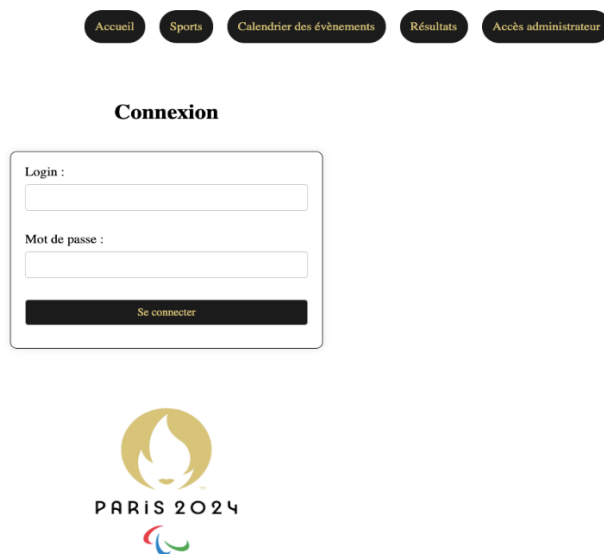 Accueil Sports Calendrier des évènements Résultats Accès administrateur
Connexion
Login :
Mot de passe :
Se connecter
PARIS 2024